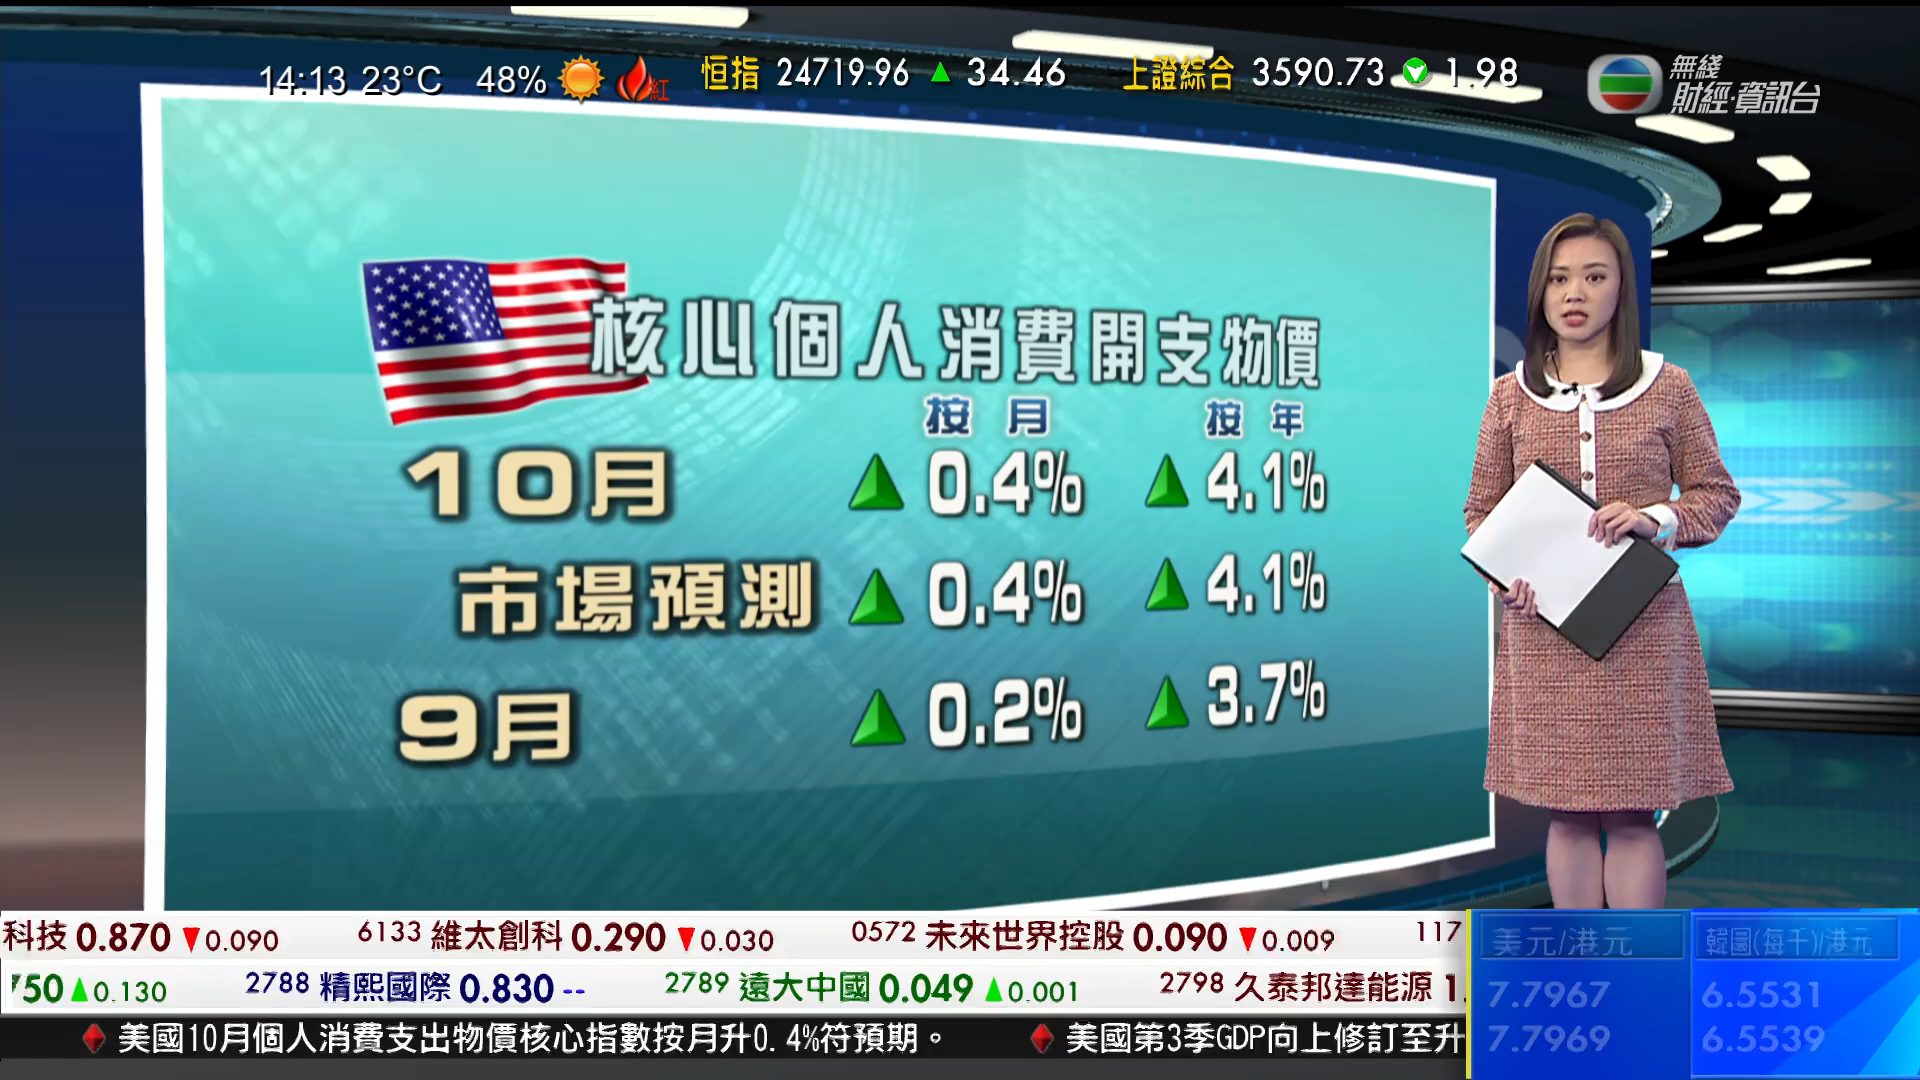 14:13 23°C 48% 紅 恒指 24719.96 ▲ 34.46 上證綜合 3590.73 1.98
無綫
財經·資訊台
核心個人消費開支物價
按月 按年
10月 ▲ 0.4% ▲ 4.1%
市場預測 ▲ 0.4% ▲ 4.1%
9月 ▲ 0.2% ▲ 3.7%
科技 0.870 ▼0.090 6133 維太創科 0.290 ▼0.030 0572 未來世界控股 0.090 ▼0.009 117
750 ▲0.130 2788 精熙國際 0.830 -- 2789 遠大中國 0.049 ▲0.001 2798 久泰邦達能源 1.
美國10月個人消費支出物價核心指數按月升0.4%符預期。 美國第3季GDP向上修訂至升
美元/港元
7.7967
7.7969
韓圜(每千)/港元
6.5531
6.5539